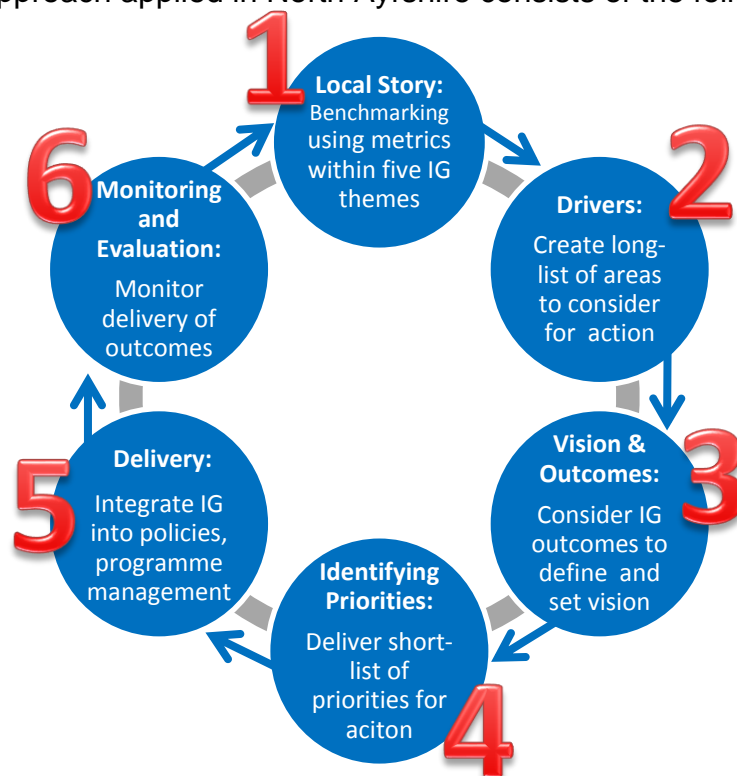 pproach applied in North Ayrshire consists of the foll
1
Local Story:
Benchmarking
using metrics
within five IG
themes
2
Drivers:
Create long-
list of areas
to consider
for action
3
Vision &
Outcomes:
Consider IG
outcomes to
define and
set vision
4
Identifying
Priorities:
Deliver short-
list of
priorities for
aciton
5
Delivery:
Integrate IG
into policies,
programme
management
6
Monitoring
and
Evaluation:
Monitor
delivery of
outcomes